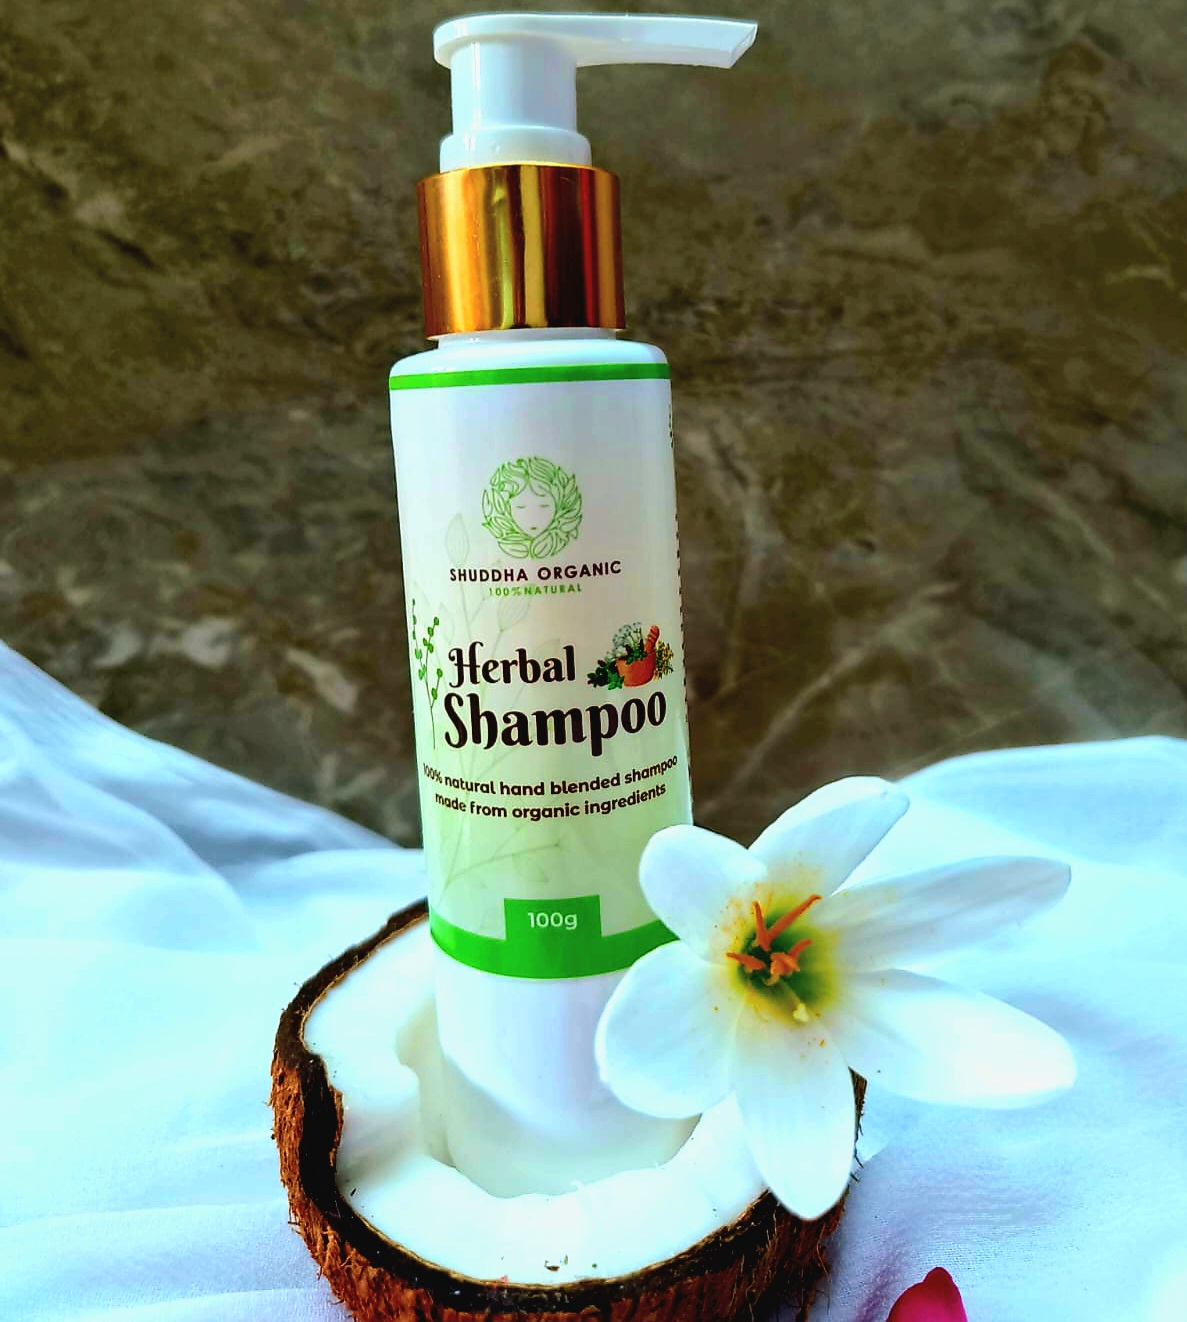 SHUDDHA ORGANIC
100% NATURAL
Herbal
Shampoo
100% natural hand blended shampoo
made from organic ingredients
100g